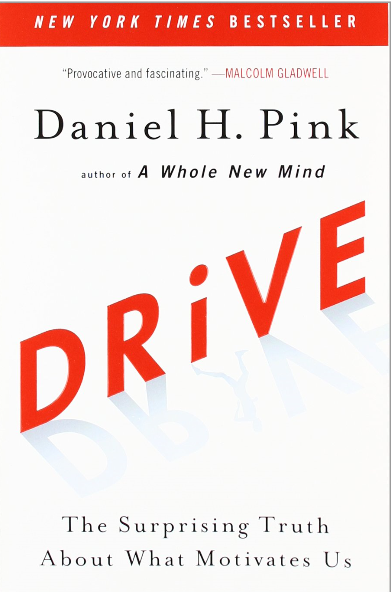 NEW YORK TIMES BESTSELLER
“Provocative and fascinating.” —MALCOLM GLADWELL
Daniel H. Pink
author of A Whole New Mind
DRiVE
The Surprising Truth
About What Motivates Us